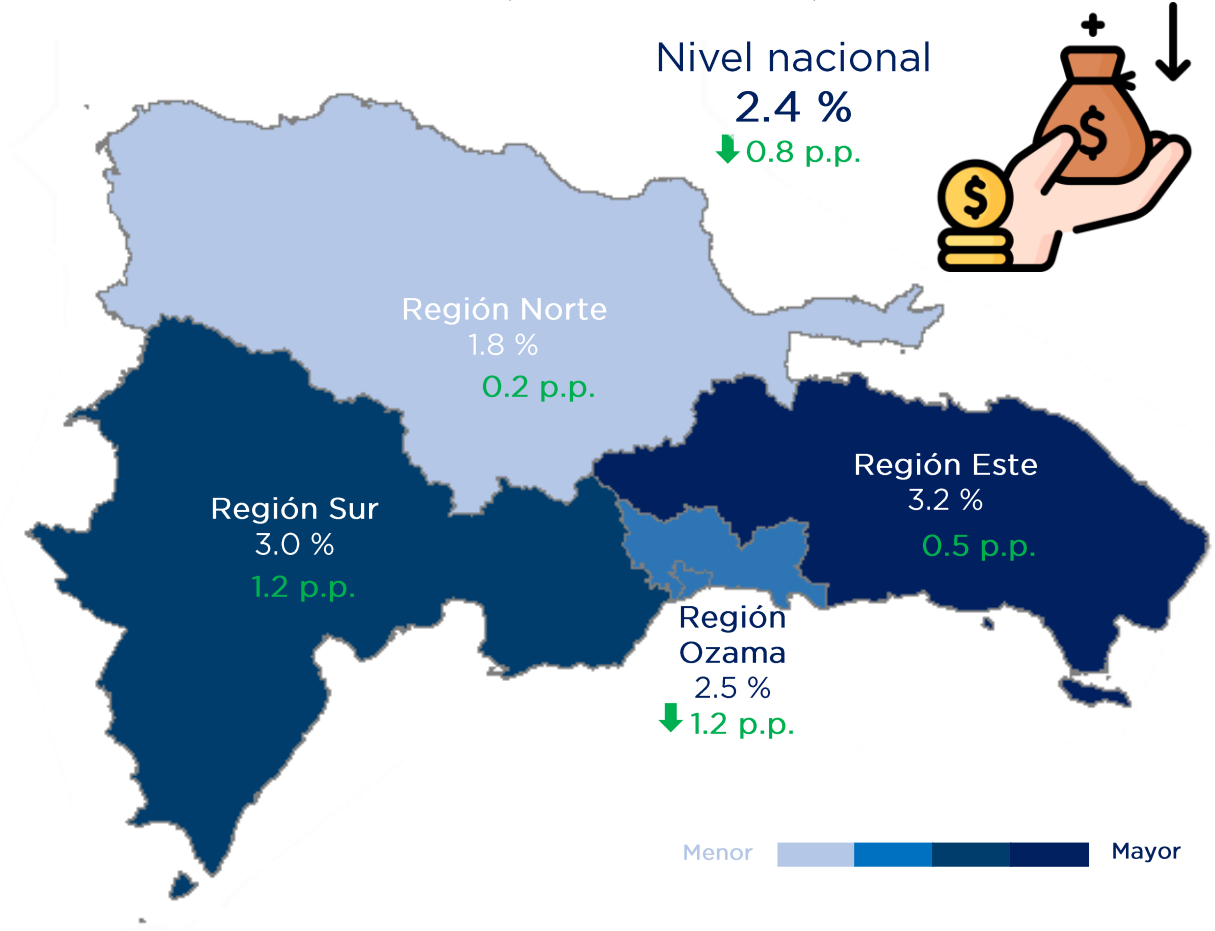 Nivel nacional
2.4 %
0.8 p.p.
$
$
Región Norte
1.8 %
0.2 p.p.
Región Este
3.2 %
0.5 p.p.
Región Sur
3.0 %
1.2 p.p.
Región
Ozama
2.5 %
1.2 p.p.
Menor
Mayor